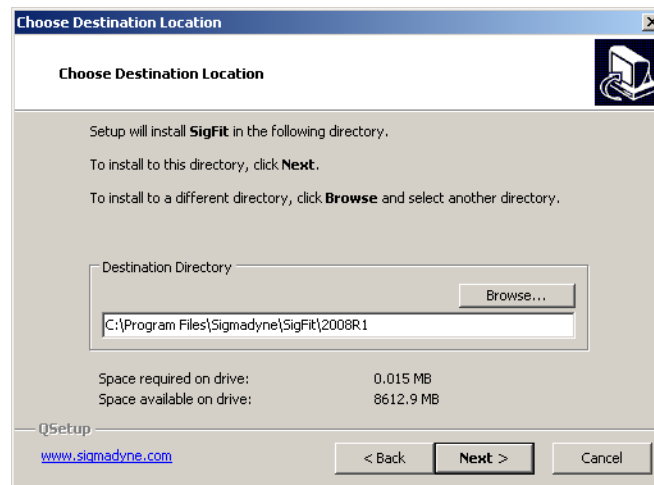 Choose Destination Location
Choose Destination Location
Setup will install SigFit in the following directory.
To install to this directory, click Next.
To install to a different directory, click Browse and select another directory.
Destination Directory
Browse...
C:\Program Files\Sigmadyne\SigFit\2008R1
Space required on drive: 0.015 MB
Space available on drive: 8612.9 MB
QSetup
www.sigmadyne.com < Back Next > Cancel